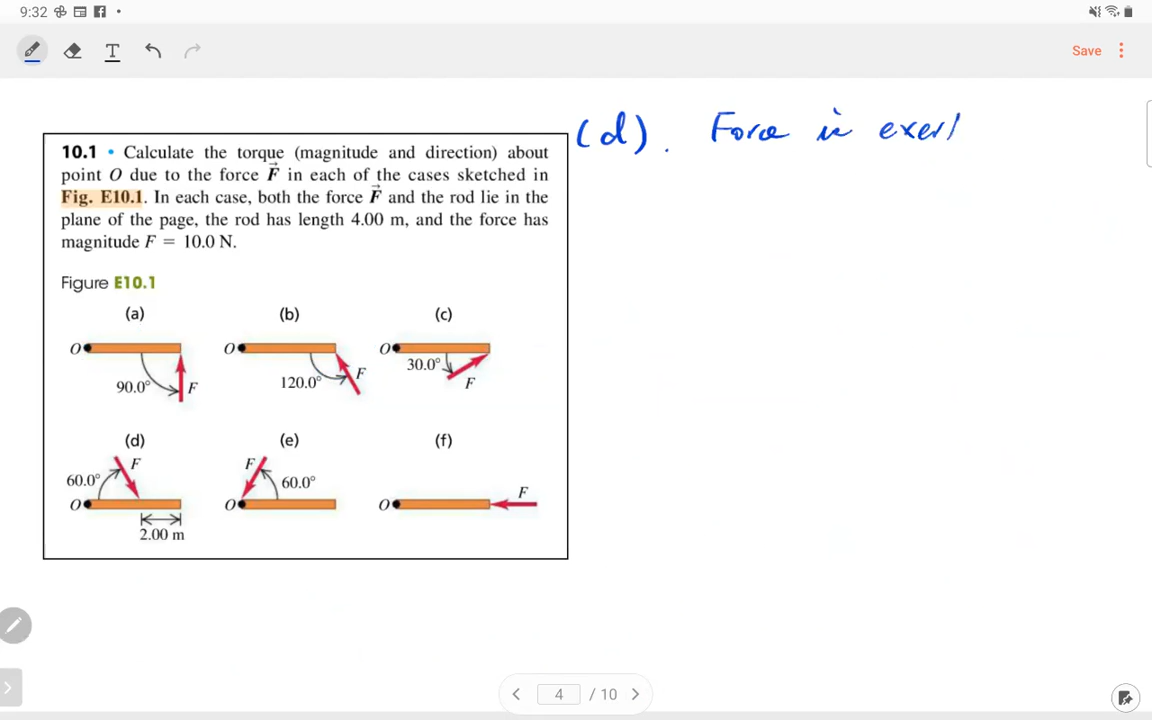 9:32
Save
10.1 • Calculate the torque (magnitude and direction) about
point O due to the force F⃗ in each of the cases sketched in
Fig. E10.1. In each case, both the force F⃗ and the rod lie in the
plane of the page, the rod has length 4.00 m, and the force has
magnitude F = 10.0 N.
Figure E10.1
(a) (b) (c)
O 90.0° F
O 120.0° F
O 30.0° F
(d) (e) (f)
60.0° F O 2.00 m
F 60.0° O
O F
(d). Force is exer
4 / 10